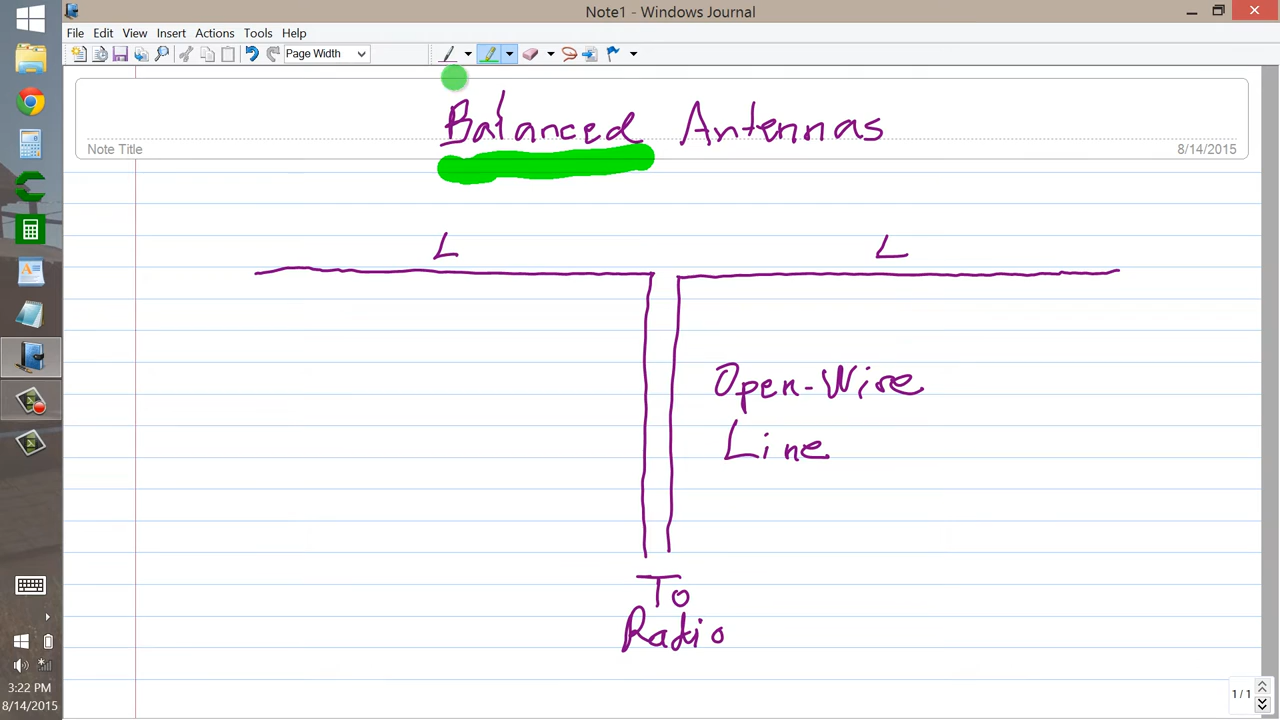 Note1 - Windows Journal
File Edit View Insert Actions Tools Help
Page Width
Balanced Antennas
Note Title
8/14/2015
L L
Open-Wire
Line
To
Radio
3:22 PM
8/14/2015
1/1